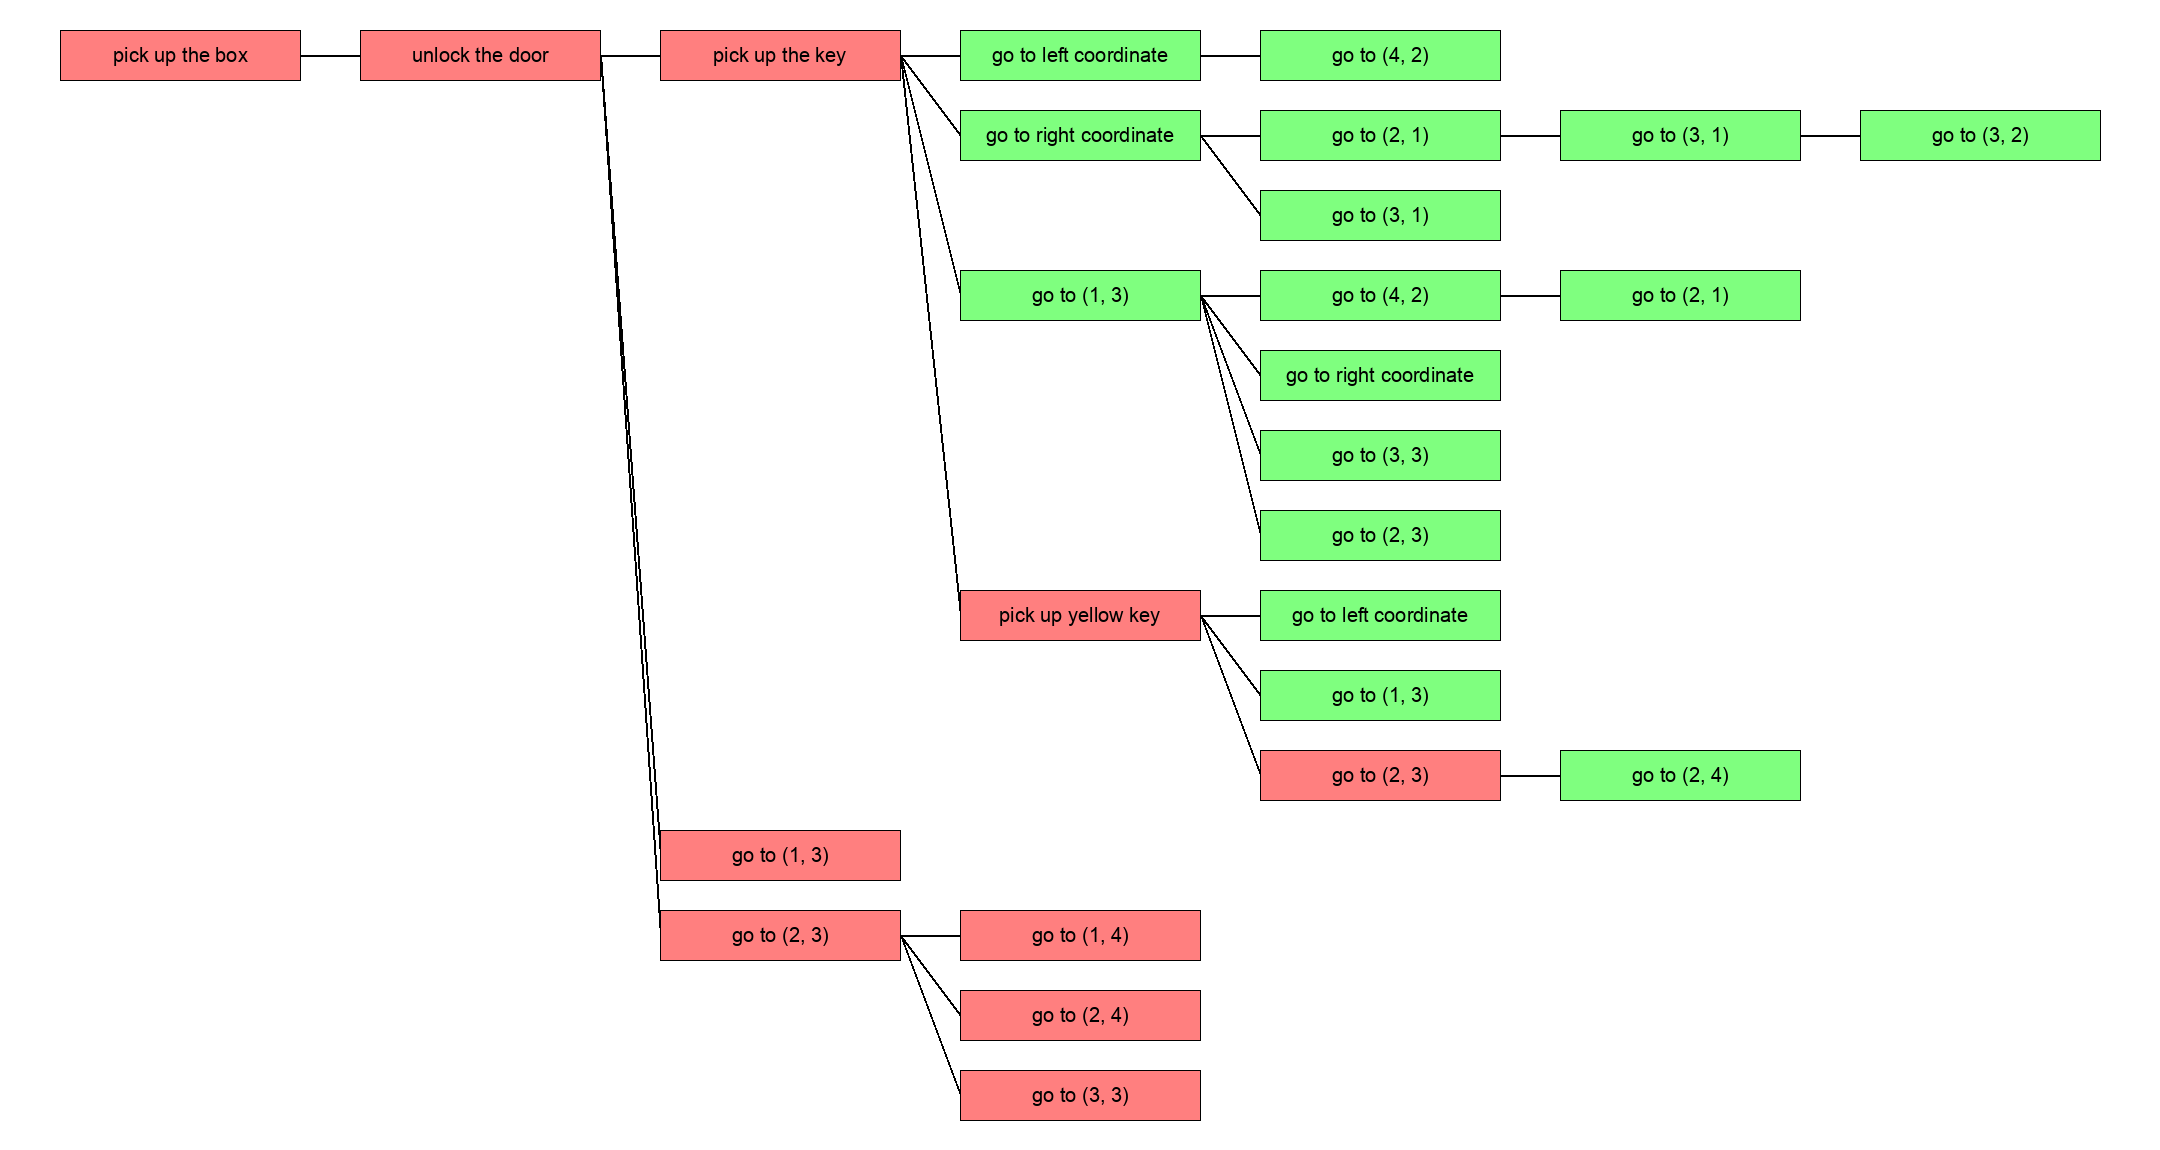 pick up the box
unlock the door
pick up the key
go to left coordinate
go to (4, 2)
go to right coordinate
go to (2, 1)
go to (3, 1)
go to (3, 2)
go to (3, 1)
go to (1, 3)
go to (4, 2)
go to (2, 1)
go to right coordinate
go to (3, 3)
go to (2, 3)
pick up yellow key
go to left coordinate
go to (1, 3)
go to (2, 3)
go to (2, 4)
go to (1, 3)
go to (2, 3)
go to (1, 4)
go to (2, 4)
go to (3, 3)